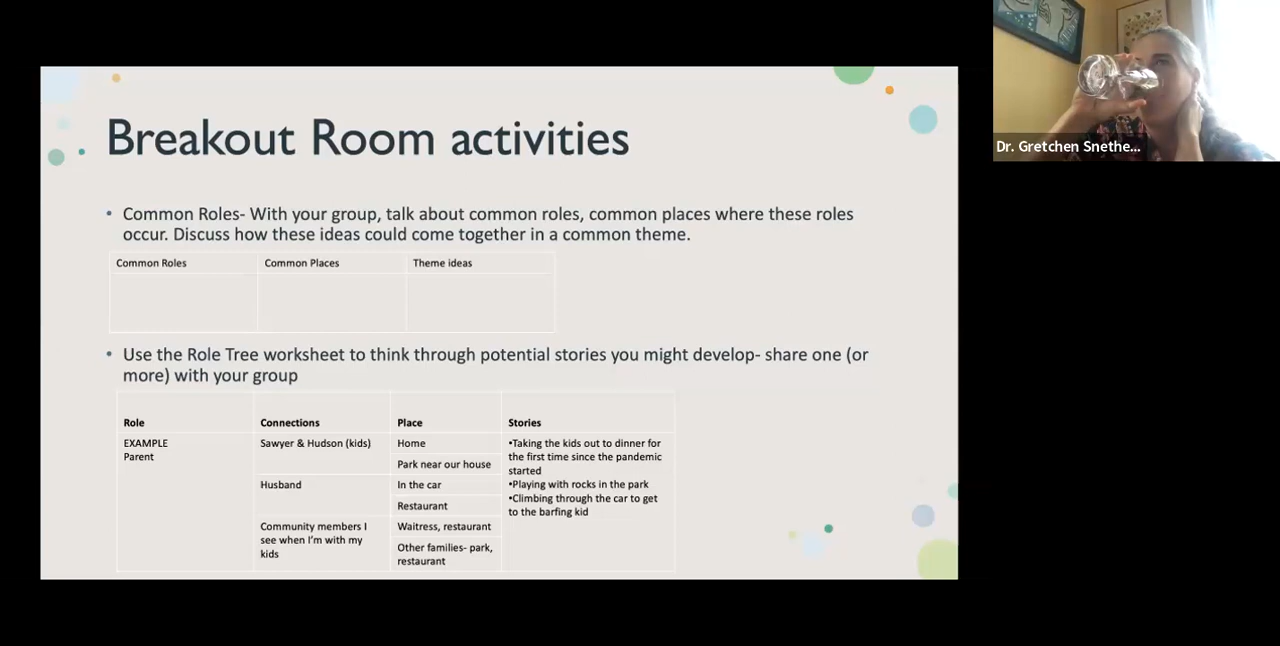 Breakout Room activities
• Common Roles- With your group, talk about common roles, common places where these roles
occur. Discuss how these ideas could come together in a common theme.
Common Roles Common Places Theme ideas
• Use the Role Tree worksheet to think through potential stories you might develop- share one (or
more) with your group
Role Connections Place Stories
EXAMPLE
Parent
Sawyer & Hudson (kids)
Home
Park near our house
Husband
In the car
Restaurant
Community members I
see when I'm with my
kids
Waitress, restaurant
Other families- park,
restaurant
•Taking the kids out to dinner for
the first time since the pandemic
started
•Playing with rocks in the park
•Climbing through the car to get
to the barfing kid
Dr. Gretchen Snethe...